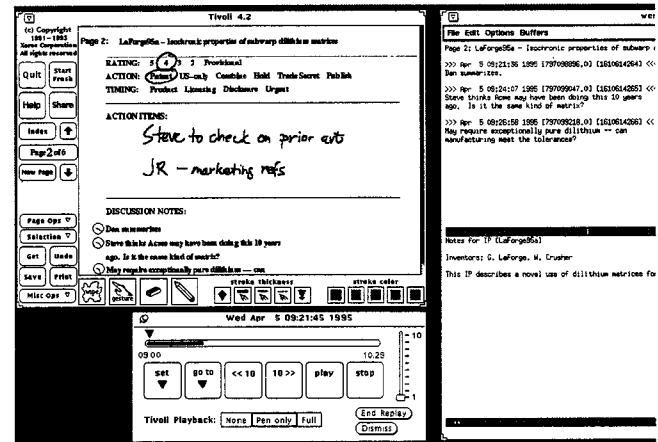 Tivoli 4.2
(c) Copyright
1991-1995
Xerox Corporation
All rights reserved
Quit
Start Fresh
Help
Share
Index
Page 2 of 6
New Page
Page Ops
Selection
Get
Undo
Save
Print
Misc Ops
Page 2: LaForge95a - Isochronic properties of subwarp dilithium matrices
RATING: 5 4 3 2 Provisional
ACTION: Patent US-only Combine Hold Trade Secret Publish
TIMING: Product Licensing Disclosure Urgent
ACTION ITEMS:
Steve to check on prior art
JR - marketing refs
DISCUSSION NOTES:
Dan summarizes
Steve thinks Acme may have been doing this 10 years
ago. Is it the same kind of matrix?
May require exceptionally pure dilithium -- can
wipe
gesture
stroke thickness
stroke color
Wed Apr 5 09:21:45 1995
09:00
10:29
10
1
set
go to
<< 10
10 >>
play
stop
Tivoli Playback:
None
Pen only
Full
End Replay
Dismiss
File Edit Options Buffers
Page 2: LaForge95a - Isochronic properties of subwarp
>>> Apr 5 09:21:36 1995 [797098896,0] [1610614264] <<
Dan summarizes.
>>> Apr 5 09:24:07 1995 [797099047,0] [1610614265] <<
Steve thinks Acme may have been doing this 10 years
ago. Is it the same kind of matrix?
>>> Apr 5 09:26:58 1995 [797099218,0] [1610614266] <<
May require exceptionally pure dilithium -- can
manufacturing meet the tolerances?
Notes for IP [LaForge95a]
Inventors: G. LaForge, W. Crusher
This IP describes a novel use of dilithium matrices for